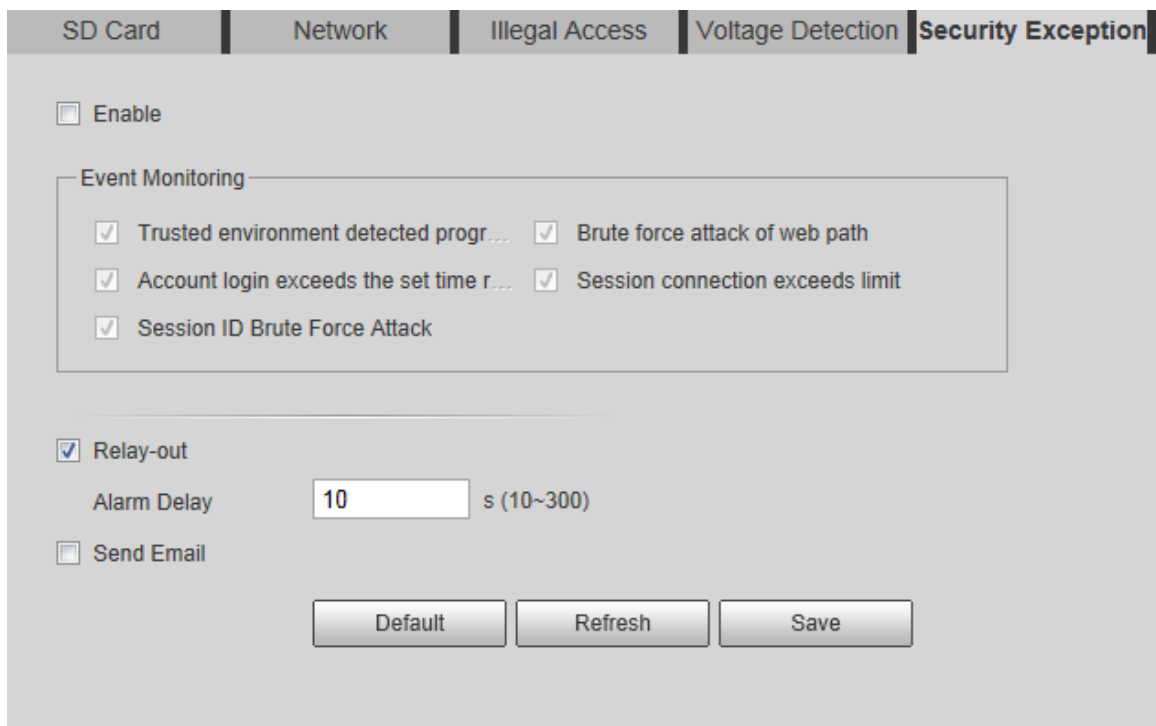 SD Card Network Illegal Access Voltage Detection Security Exception
Enable
Event Monitoring
Trusted environment detected progr... Brute force attack of web path
Account login exceeds the set time r... Session connection exceeds limit
Session ID Brute Force Attack
Relay-out
Alarm Delay 10 s (10~300)
Send Email
Default Refresh Save